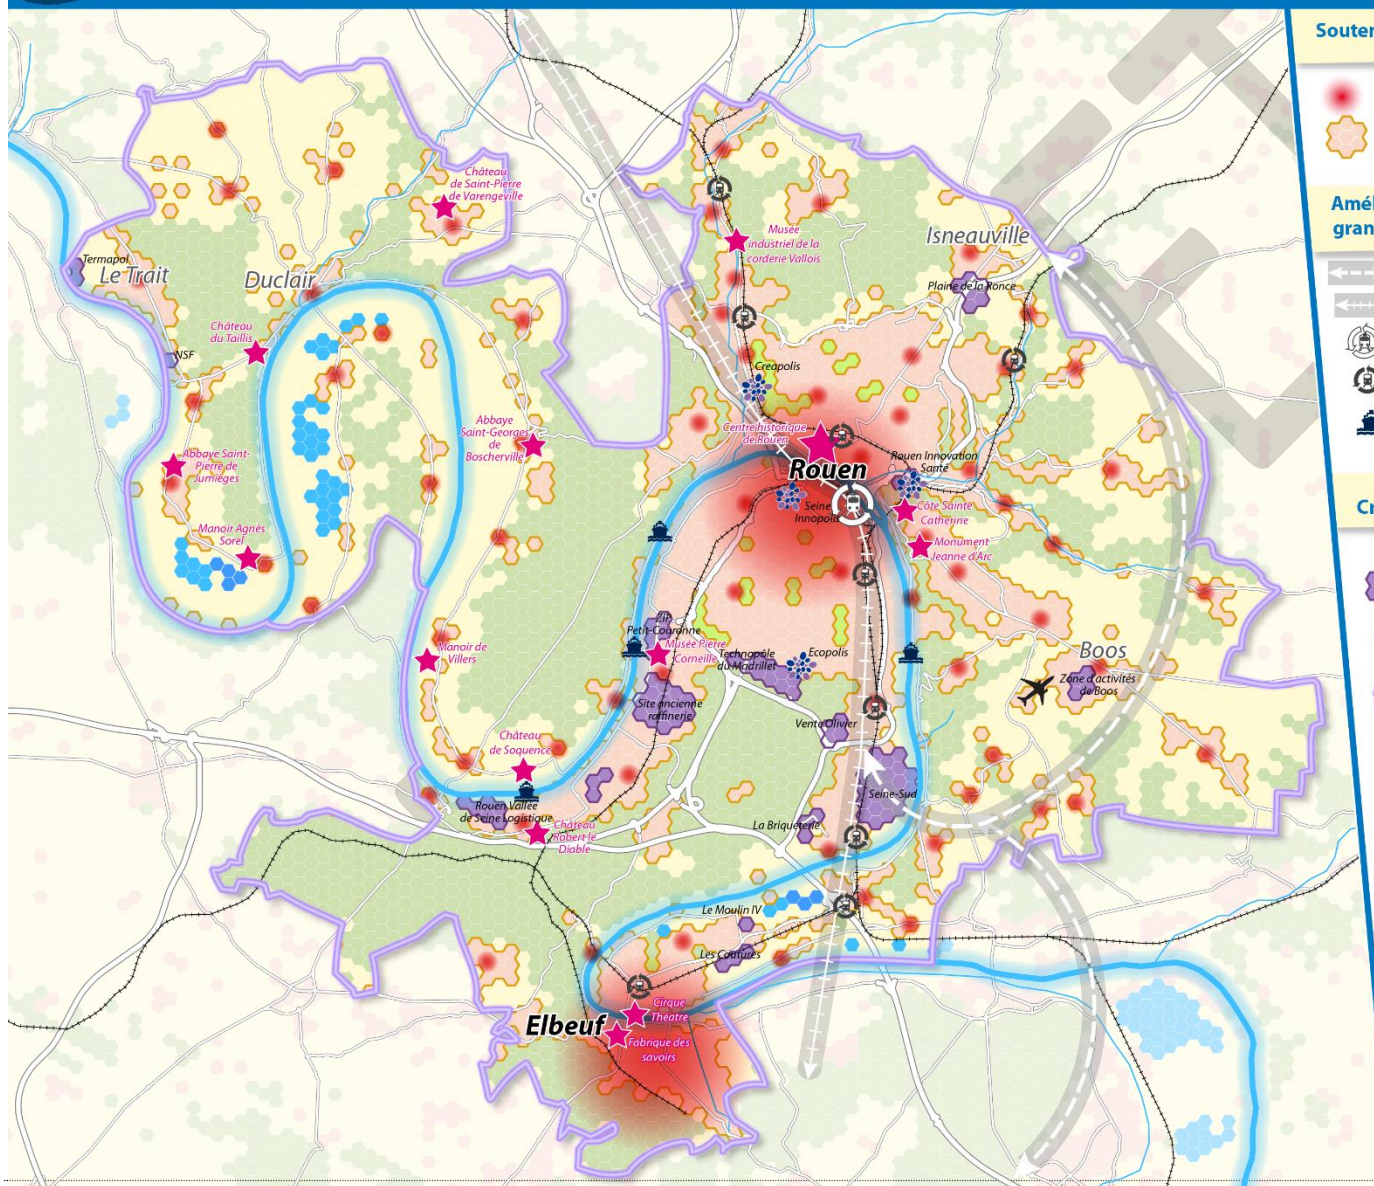 Souten
Amél
gran
Cr
Château
de Saint-Pierre
de Varengeville
Musée
industriel de la
corderie Vallois
Isneauville
Termapol
Le Trait
Duclair
Plaine de la Ronce
Château
du Taillis
NSF
Creapolis
Abbaye
Saint-Georges
de
Boscherville
Centre historique
de Rouen
Rouen
Abbaye Saint-
Pierre de
Jumièges
Rouen Innovation
Santé
Seine
Innopolis
Côte Sainte
Catherine
Manoir Agnès
Sorel
Monument
Jeanne d'Arc
ZIP
Petit-Couronne
Musée Pierre
Corneille
Manoir de
Villers
Technopôle
du Madrillet
Ecopolis
Boos
Zone d'activités
de Boos
Site ancienne
raffinerie
Vente Olivier
Château
de Soquence
Rouen Vallée
de Seine Logistique
Seine-Sud
La Briqueterie
Château
Robert le
Diable
Le Moulin IV
Les Coutures
Cirque
Théatre
Elbeuf
Fabrique des
savoirs